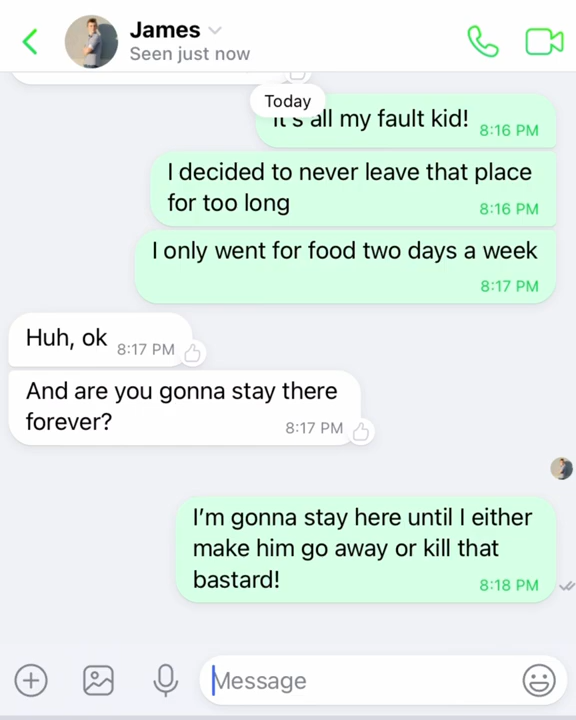 James
Seen just now
Today
It's all my fault kid!
8:16 PM
I decided to never leave that place
for too long
8:16 PM
I only went for food two days a week
8:17 PM
Huh, ok
8:17 PM
And are you gonna stay there
forever?
8:17 PM
I'm gonna stay here until I either
make him go away or kill that
bastard!
8:18 PM
Message